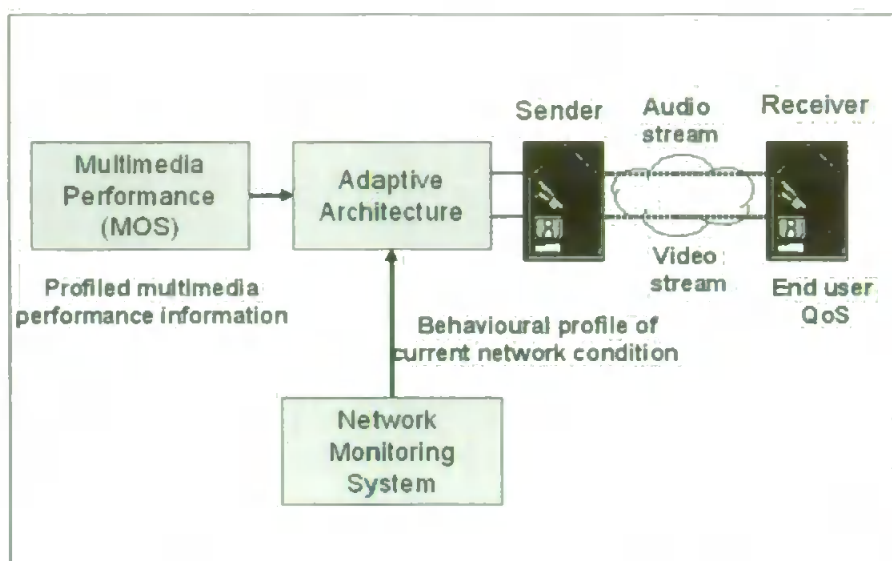 Sender
Audio
stream
Receiver
Multimedia
Performance
(MOS)
Adaptive
Architecture
Video
stream
Profiled multimedia
performance information
End user
QoS
Behavioural profile of
current network condition
Network
Monitoring
System